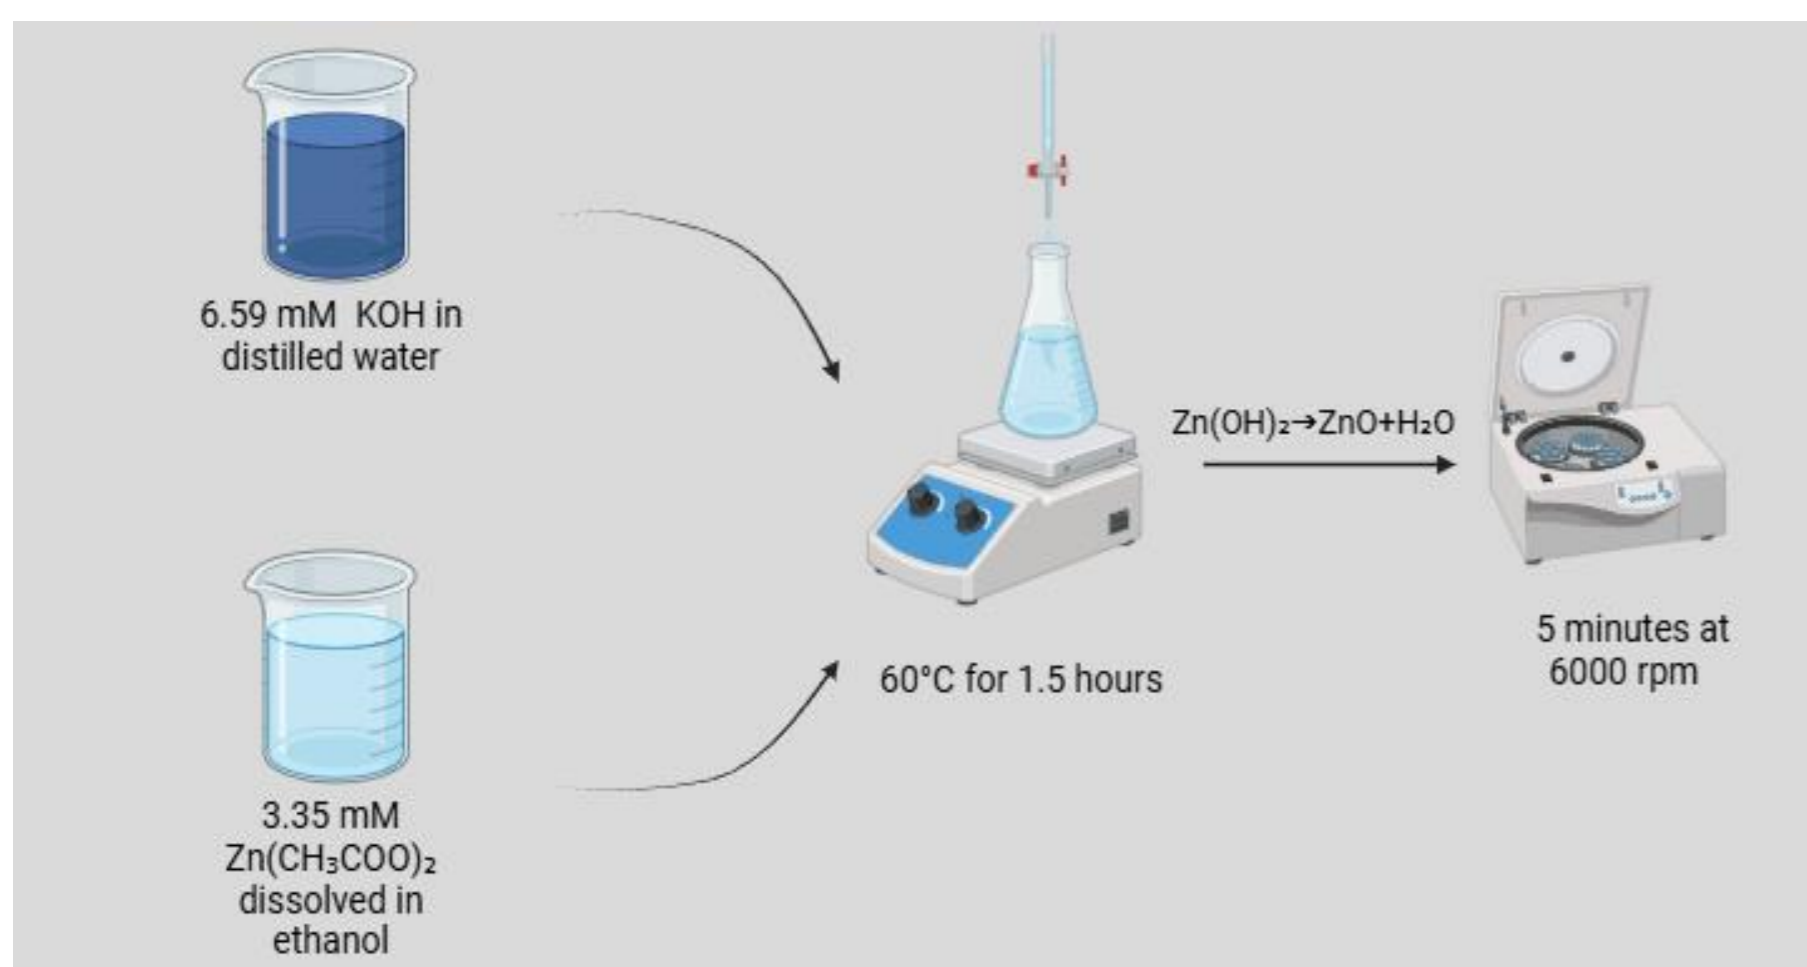 6.59 mM  KOH in
distilled water
3.35 mM
Zn(CH₃COO)₂
dissolved in
ethanol
60°C for 1.5 hours
Zn(OH)₂→ZnO+H₂O
5 minutes at
6000 rpm